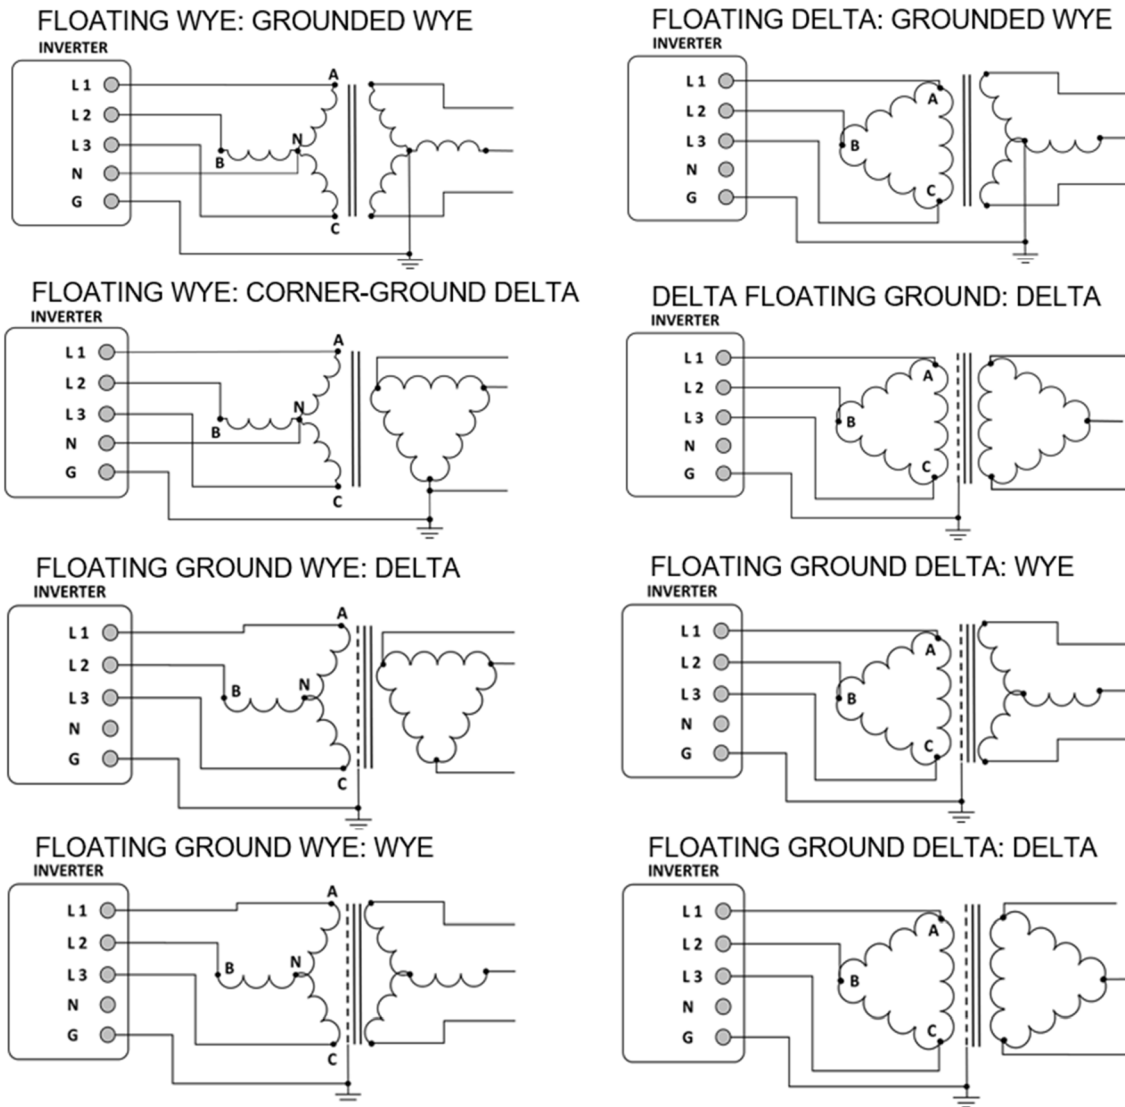 FLOATING WYE: GROUNDED WYE
INVERTER
L 1
L 2
L 3
N
G
A
N
B
C
FLOATING DELTA: GROUNDED WYE
INVERTER
L 1
L 2
L 3
N
G
A
B
C
FLOATING WYE: CORNER-GROUND DELTA
INVERTER
L 1
L 2
L 3
N
G
A
N
B
C
DELTA FLOATING GROUND: DELTA
INVERTER
L 1
L 2
L 3
N
G
A
B
C
FLOATING GROUND WYE: DELTA
INVERTER
L 1
L 2
L 3
N
G
A
B
N
C
FLOATING GROUND DELTA: WYE
INVERTER
L 1
L 2
L 3
N
G
A
B
C
FLOATING GROUND WYE: WYE
INVERTER
L 1
L 2
L 3
N
G
A
B
N
C
FLOATING GROUND DELTA: DELTA
INVERTER
L 1
L 2
L 3
N
G
A
B
C